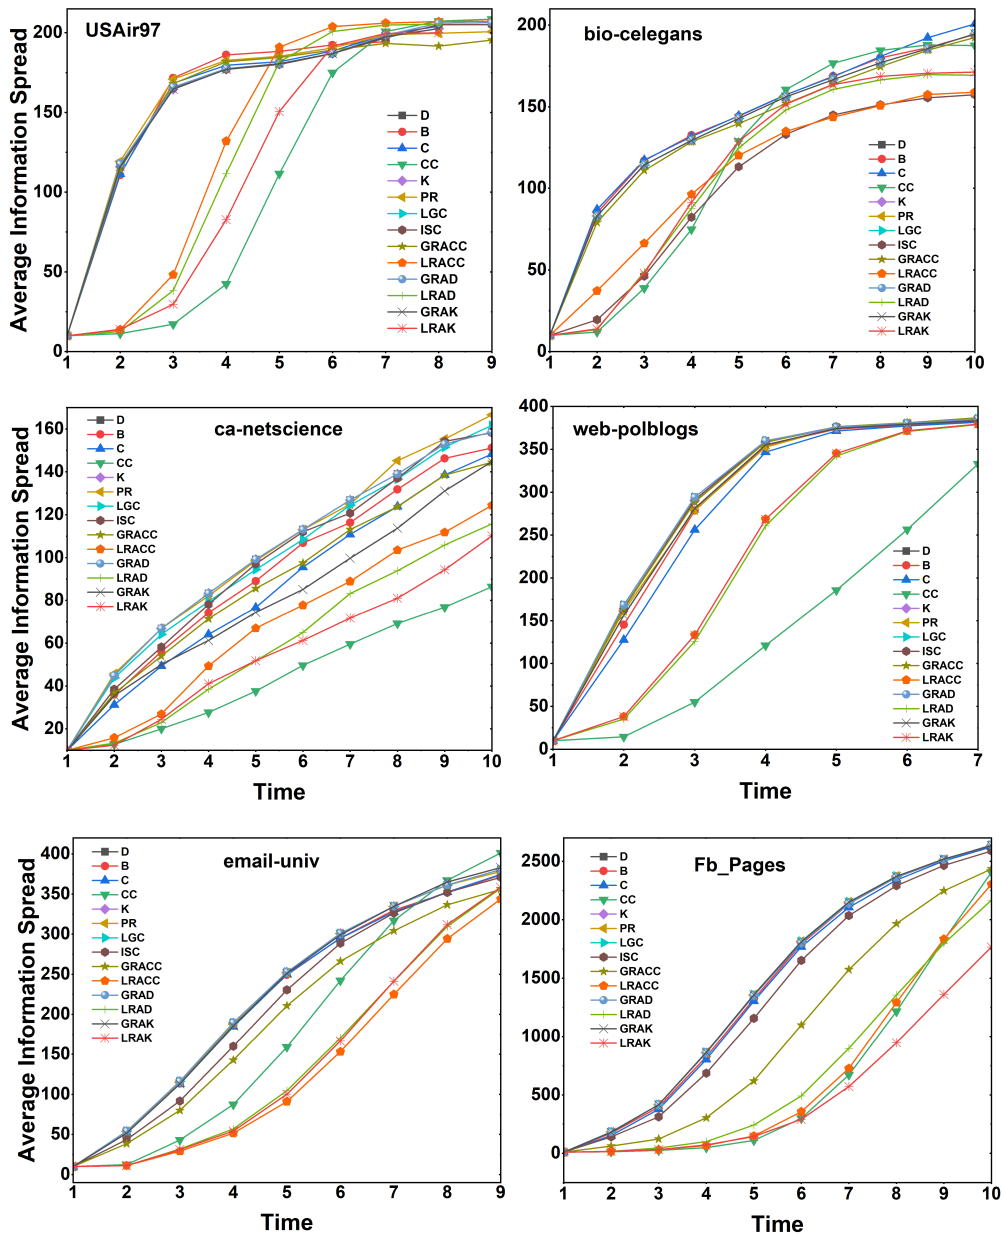 USAir97
Average Information Spread
200
150
100
50
0
1 2 3 4 5 6 7 8 9
D
B
C
CC
K
PR
LGC
ISC
GRACC
LRACC
GRAD
LRAD
GRAK
LRAK
bio-celegans
200
150
100
50
0
1 2 3 4 5 6 7 8 9 10
D
B
C
CC
K
PR
LGC
ISC
GRACC
LRACC
GRAD
LRAD
GRAK
LRAK
ca-netscience
Average Information Spread
160
140
120
100
80
60
40
20
1 2 3 4 5 6 7 8 9 10
Time
D
B
C
CC
K
PR
LGC
ISC
GRACC
LRACC
GRAD
LRAD
GRAK
LRAK
web-polblogs
400
350
300
250
200
150
100
50
0
1 2 3 4 5 6 7
Time
D
B
C
CC
K
PR
LGC
ISC
GRACC
LRACC
GRAD
LRAD
GRAK
LRAK
email-univ
Average Information Spread
400
350
300
250
200
150
100
50
0
1 2 3 4 5 6 7 8 9
Time
D
B
C
CC
K
PR
LGC
ISC
GRACC
LRACC
GRAD
LRAD
GRAK
LRAK
Fb_Pages
2500
2000
1500
1000
500
0
1 2 3 4 5 6 7 8 9 10
Time
D
B
C
CC
K
PR
LGC
ISC
GRACC
LRACC
GRAD
LRAD
GRAK
LRAK